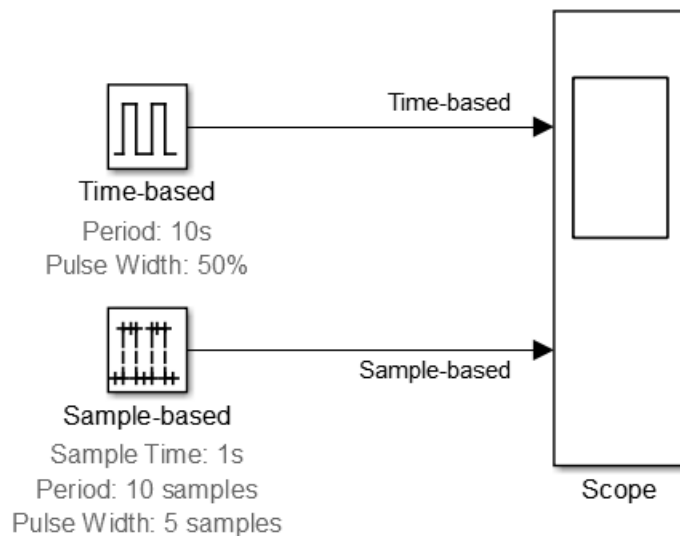 Time-based
Time-based
Period: 10s
Pulse Width: 50%
Sample-based
Sample-based
Sample Time: 1s
Period: 10 samples
Pulse Width: 5 samples
Scope